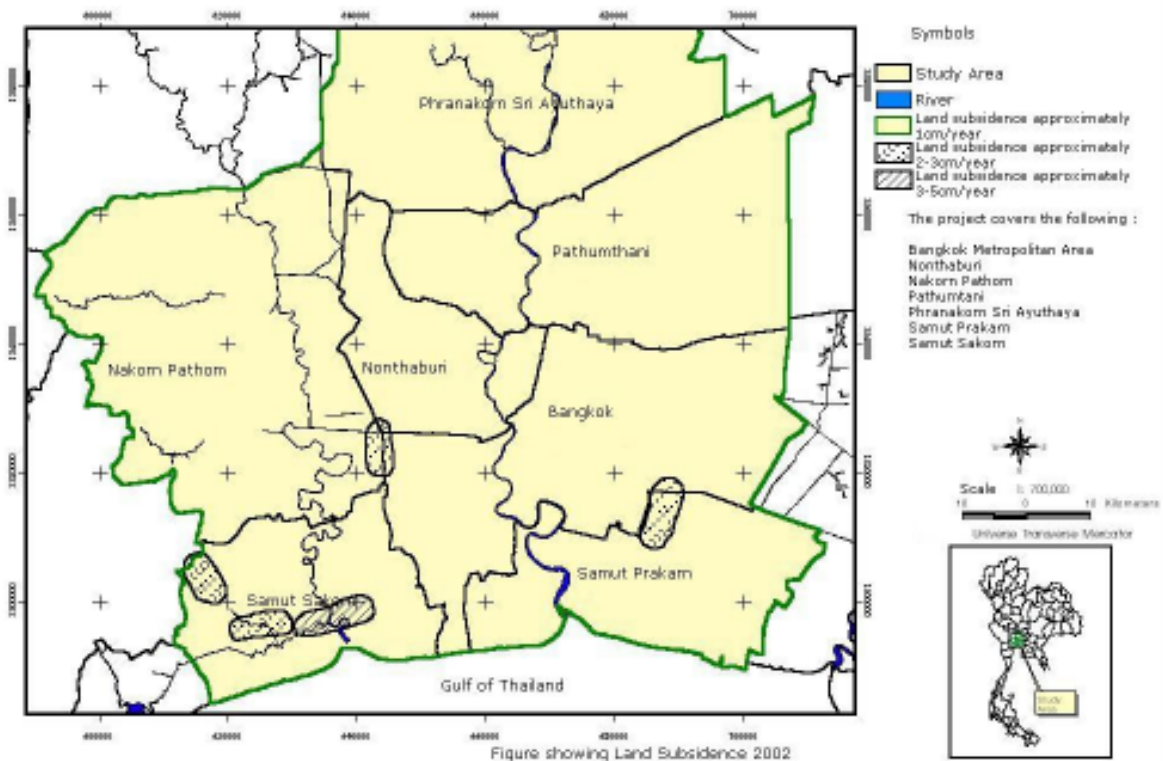 Symbols
Study Area
River
Land subsidence approximately
1cm/year
Land subsidence approximately
2-3cm/year
Land subsidence approximately
3-5cm/year
The project covers the following :
Bangkok Metropolitan Area
Nonthaburi
Nakorn Pathom
Pathumtani
Phranakorn Sri Ayuthaya
Samut Prakarn
Samut Sakorn
Phranakorn Sri Ayuthaya
Pathumthani
Nakorn Pathom
Nonthaburi
Bangkok
Samut Prakarn
Samut
Gulf of Thailand
Scale 1: 700,000
10 0 10 Kilometers
Universe Transverse Mercator
Study
Area
Figure showing Land Subsidence 2002